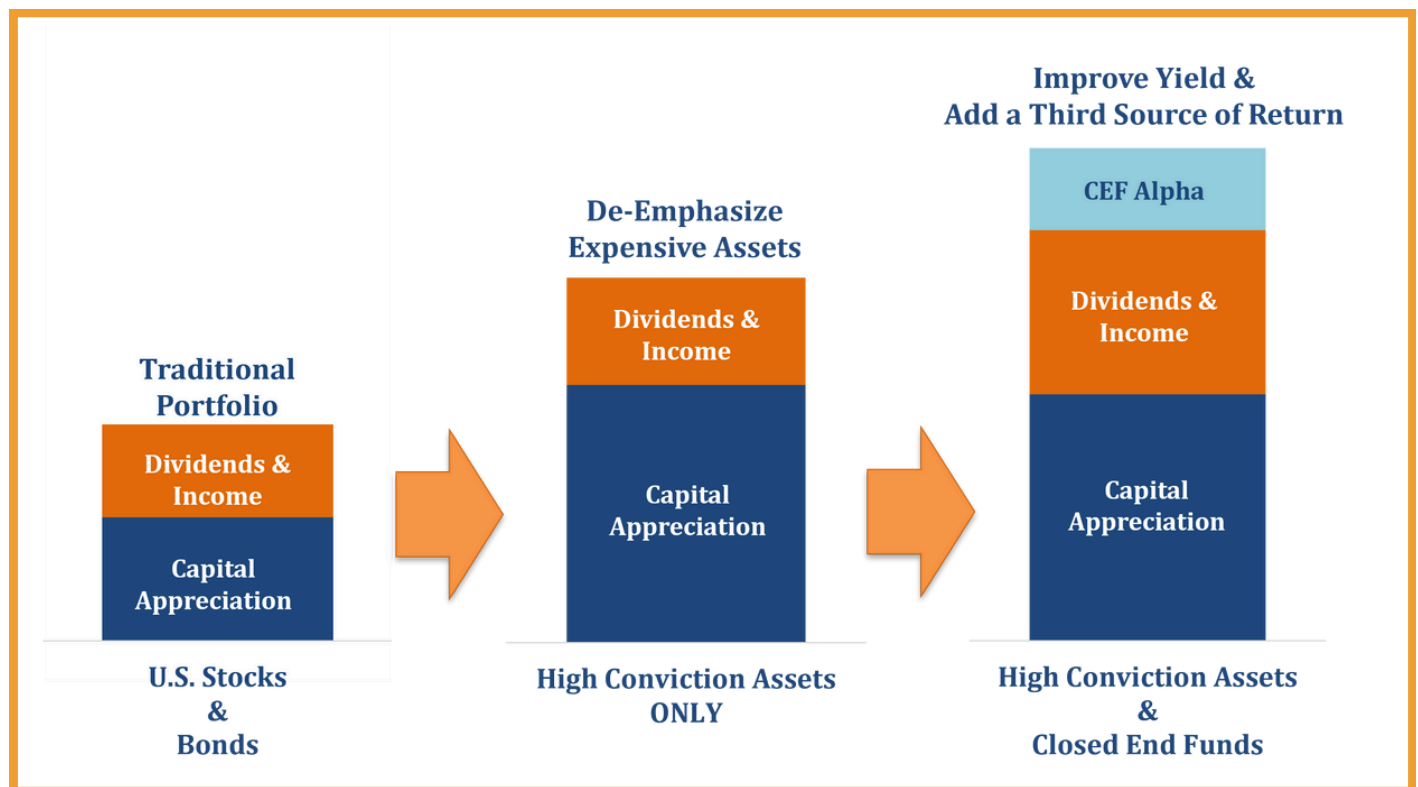 Traditional
Portfolio
Dividends &
Income
Capital
Appreciation
U.S. Stocks
&
Bonds
De-Emphasize
Expensive Assets
Dividends &
Income
Capital
Appreciation
High Conviction Assets
ONLY
Improve Yield &
Add a Third Source of Return
CEF Alpha
Dividends &
Income
Capital
Appreciation
High Conviction Assets
&
Closed End Funds